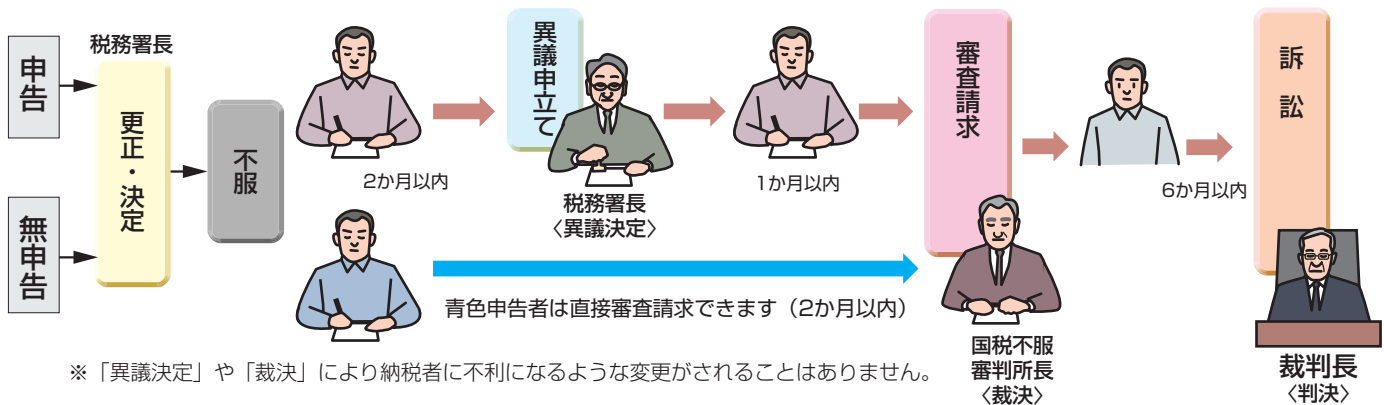 申告
無申告
税務署長
更正・決定
不服
2か月以内
異議申立て
税務署長
〈異議決定〉
1か月以内
審査請求
青色申告者は直接審査請求できます（2か月以内）
国税不服
審判所長
〈裁決〉
6か月以内
訴訟
裁判長
〈判決〉
※「異議決定」や「裁決」により納税者に不利になるような変更がされることはありません。